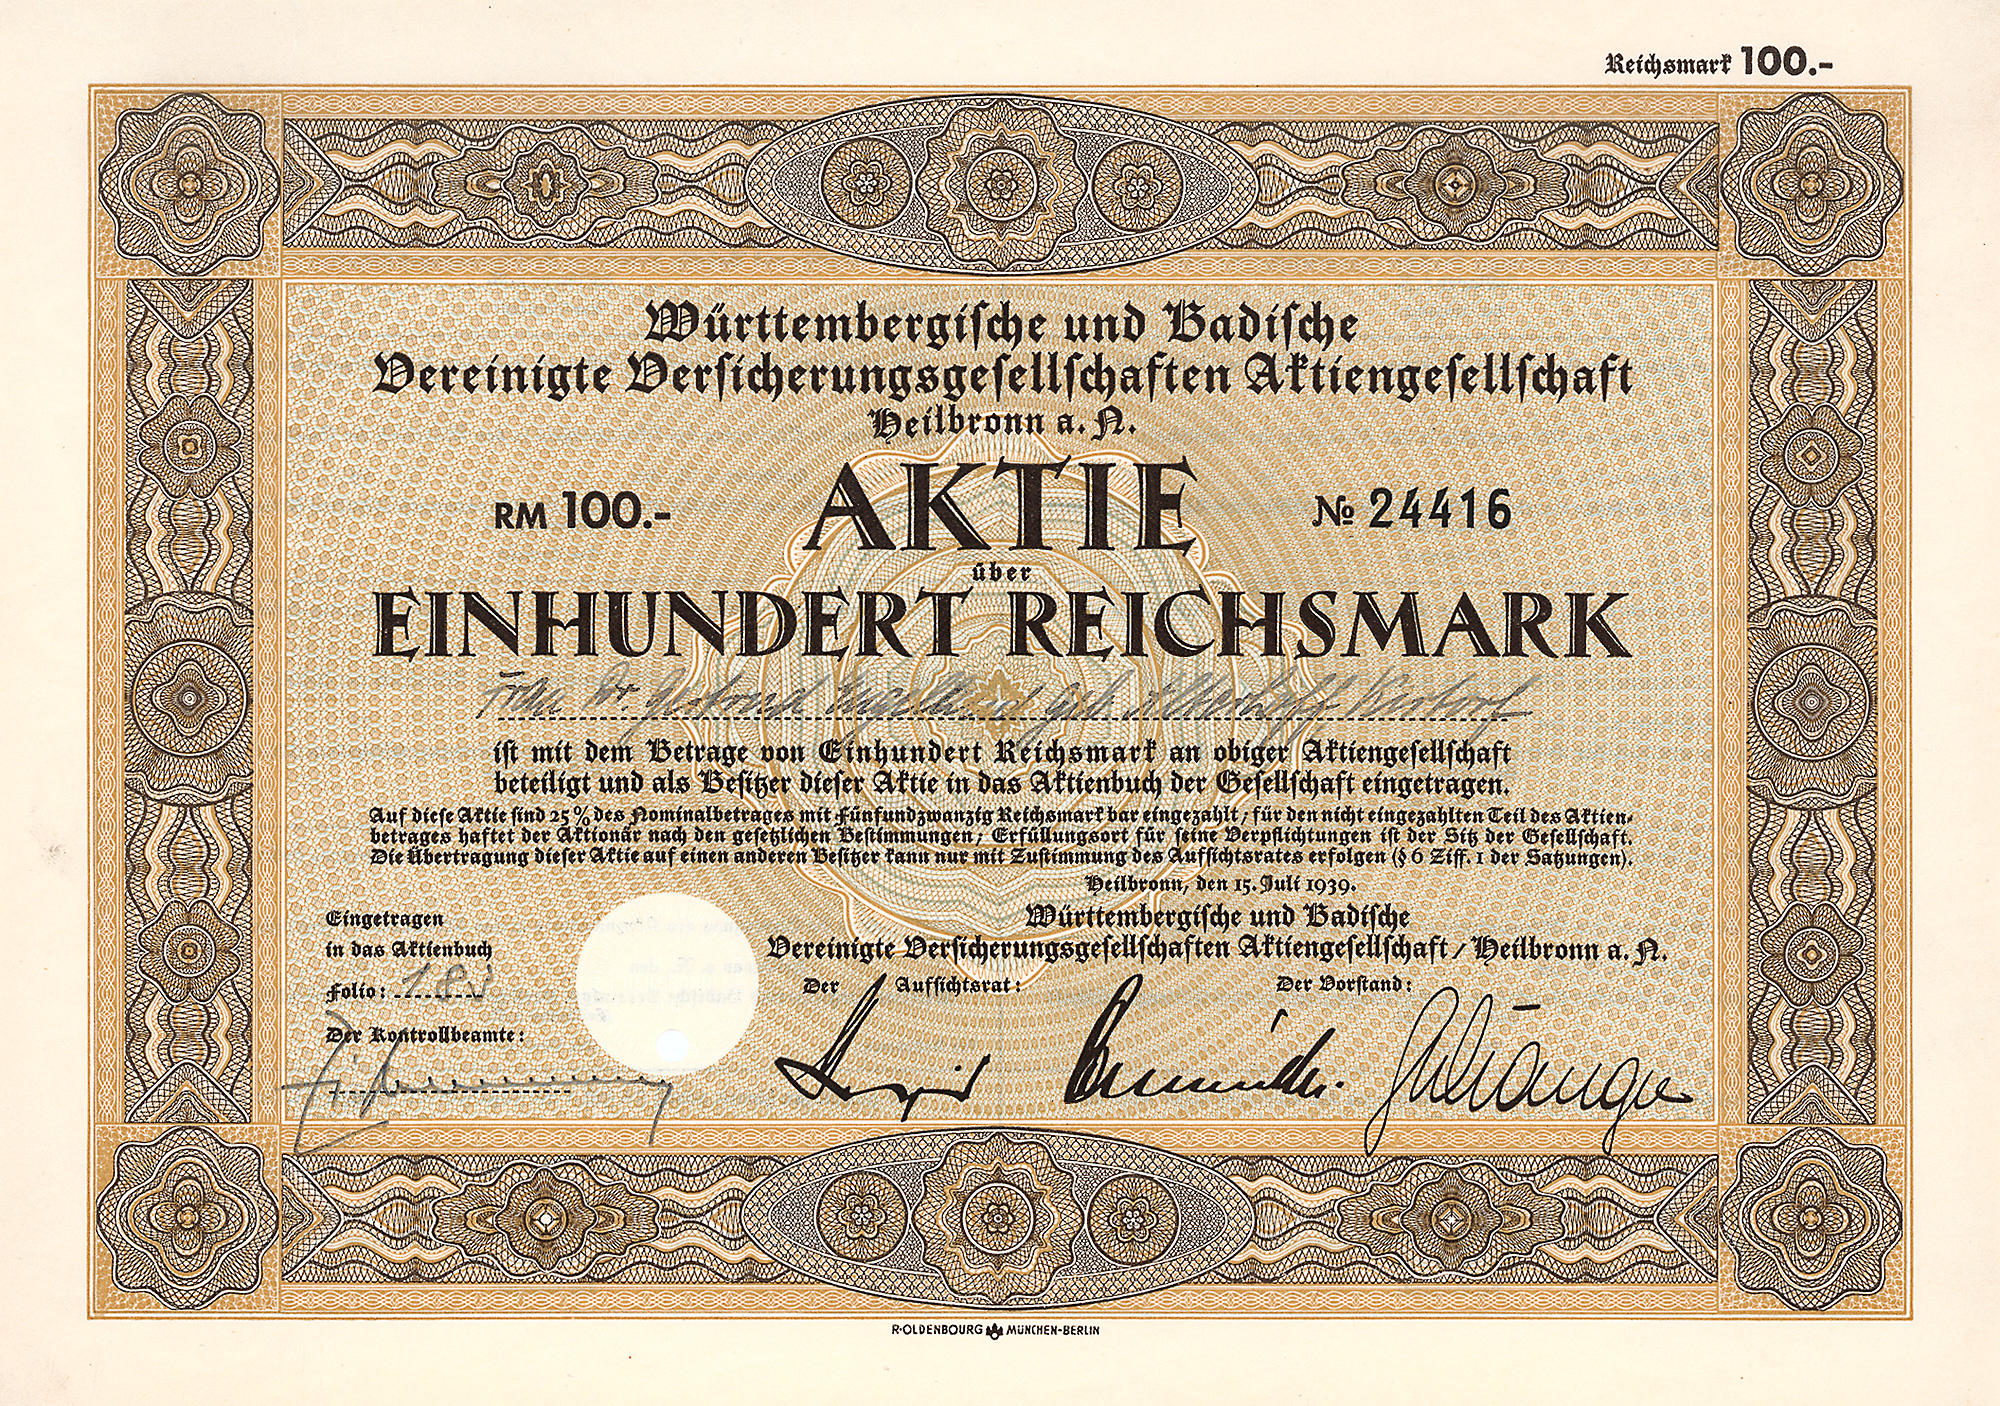 Reichsmark 100.-
Württembergische und Badische
Vereinigte Versicherungsgesellschaften Aktiengesellschaft
Heilbronn a. N.
RM 100.- AKTIE № 24416
über
EINHUNDERT REICHSMARK
Frau Dr. geb.
ist mit dem Betrage von Einhundert Reichsmark an obiger Aktiengesellschaft
beteiligt und als Besitzer dieser Aktie in das Aktienbuch der Gesellschaft eingetragen.
Auf diese Aktie sind 25% des Nominalbetrages mit Fünfundzwanzig Reichsmark bar eingezahlt, für den nicht eingezahlten Teil des Aktien-
betrages haftet der Aktionär nach den gesetzlichen Bestimmungen, Erfüllungsort für seine Verpflichtungen ist der Sitz der Gesellschaft.
Die Übertragung dieser Aktie auf einen anderen Besitzer kann nur mit Zustimmung des Aufsichtsrates erfolgen (§ 6 Ziff. 1 der Satzungen).
Heilbronn, den 15. Juli 1939.
Württembergische und Badische
Vereinigte Versicherungsgesellschaften Aktiengesellschaft / Heilbronn a. N.
Der Aufsichtsrat: Der Vorstand:
Eingetragen
in das Aktienbuch
Folio:
Der Kontrollbeamte:
R·OLDENBOURG MÜNCHEN-BERLIN